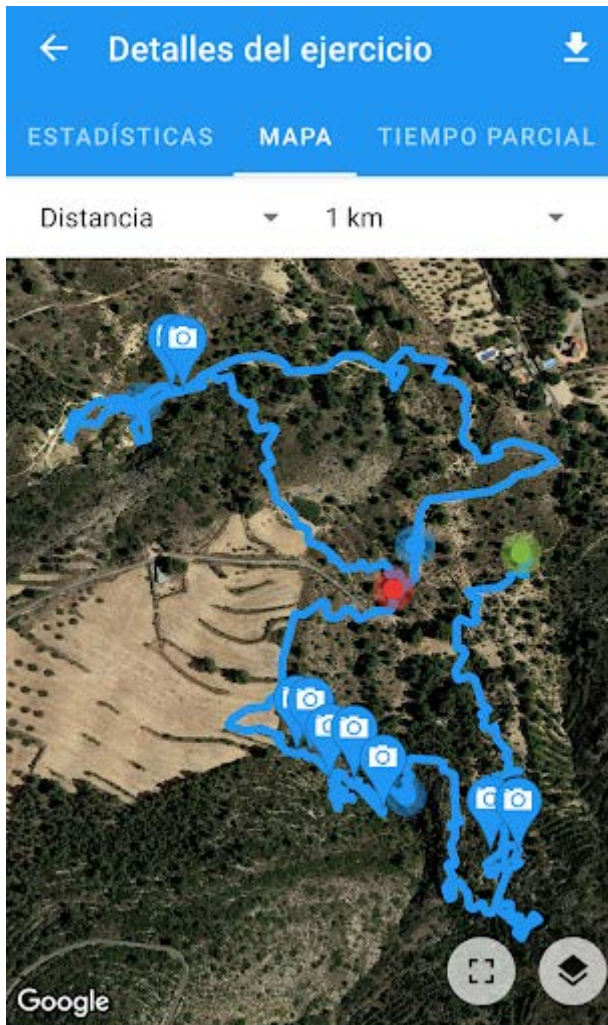 Detalles del ejercicio
ESTADÍSTICAS MAPA TIEMPO PARCIAL
Distancia 1 km
Google